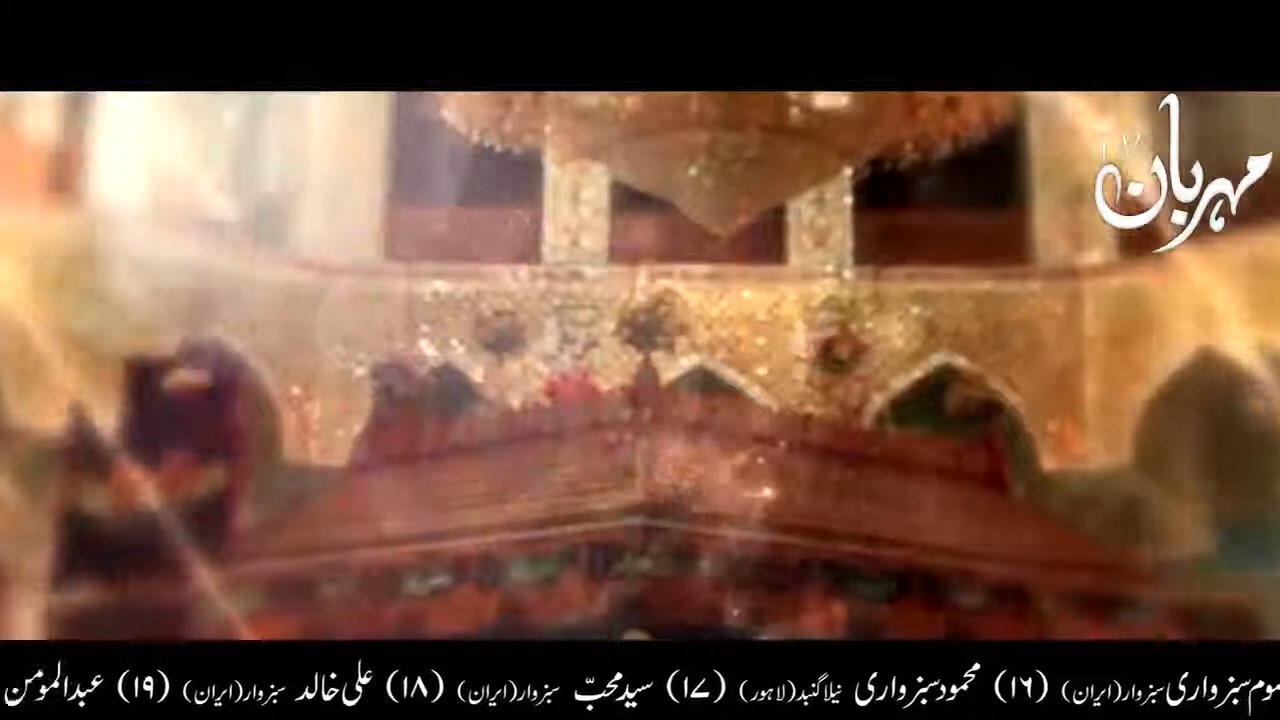 مہربان
سبزواری سبزوار(ایران) (۱۶) محمود سبزواری نیلا گنبد(لاہور) (۱۷) سید محبّ سبزوار(ایران) (۱۸) علی خالد سبزوار(ایران) (۱۹) عبدالمومن